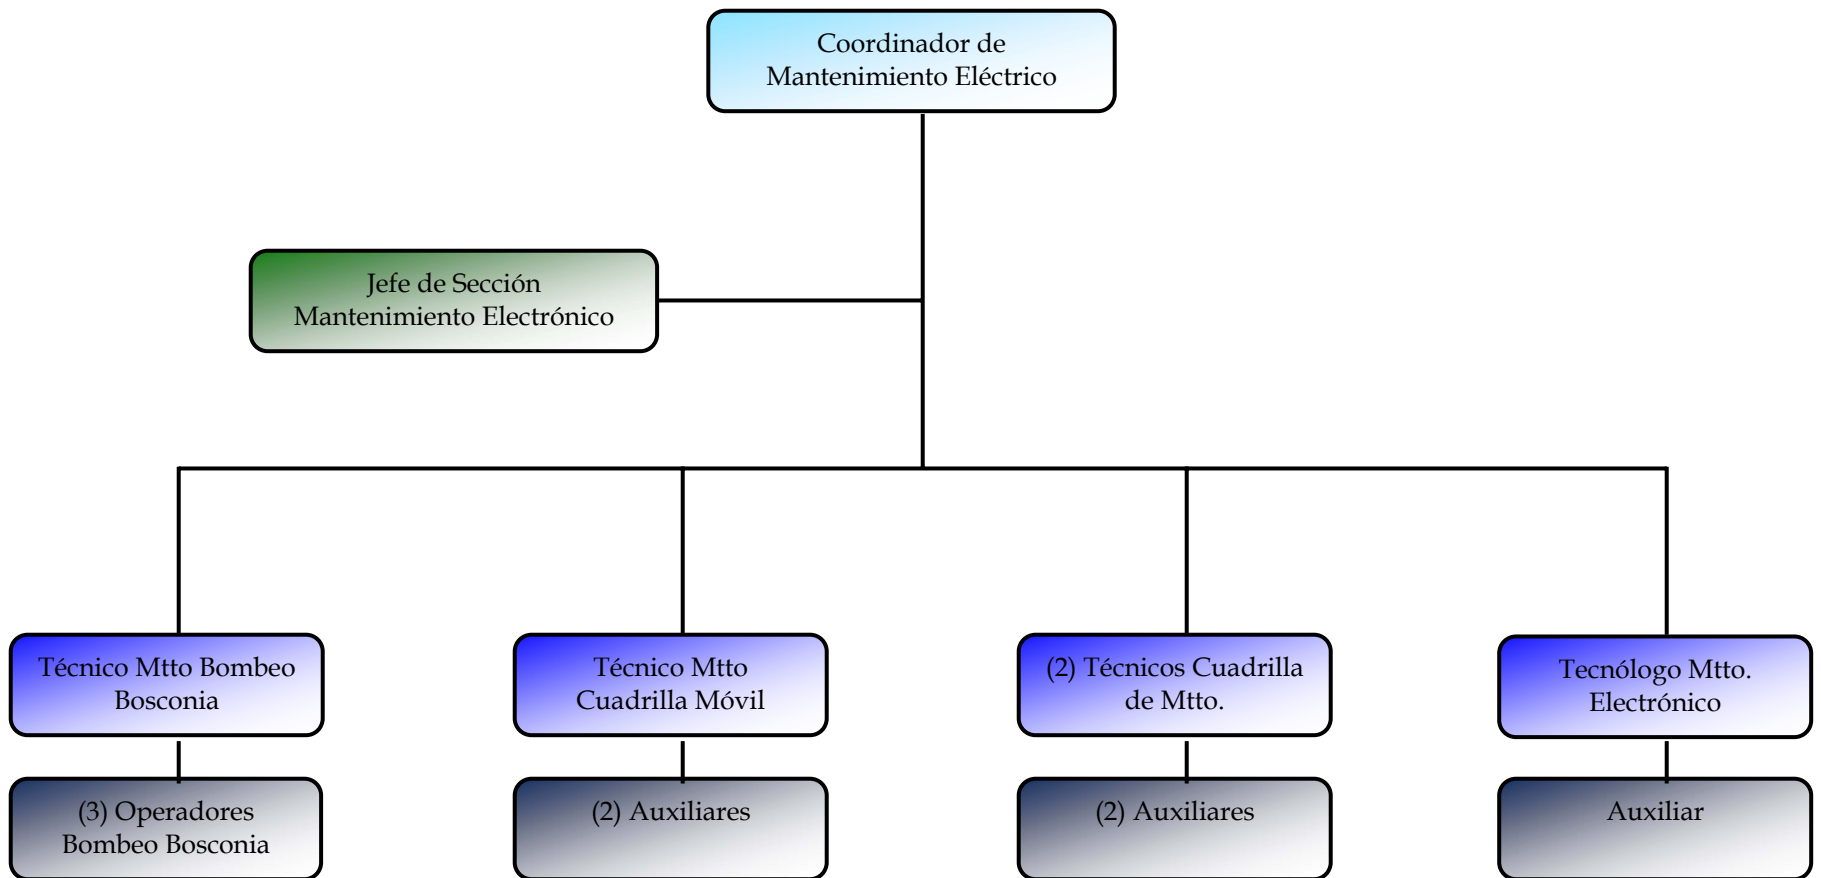 Coordinador de
Mantenimiento Eléctrico
Jefe de Sección
Mantenimiento Electrónico
Técnico Mtto Bombeo
Bosconia
Técnico Mtto
Cuadrilla Móvil
(2) Técnicos Cuadrilla
de Mtto.
Tecnólogo Mtto.
Electrónico
(3) Operadores
Bombeo Bosconia
(2) Auxiliares
(2) Auxiliares
Auxiliar